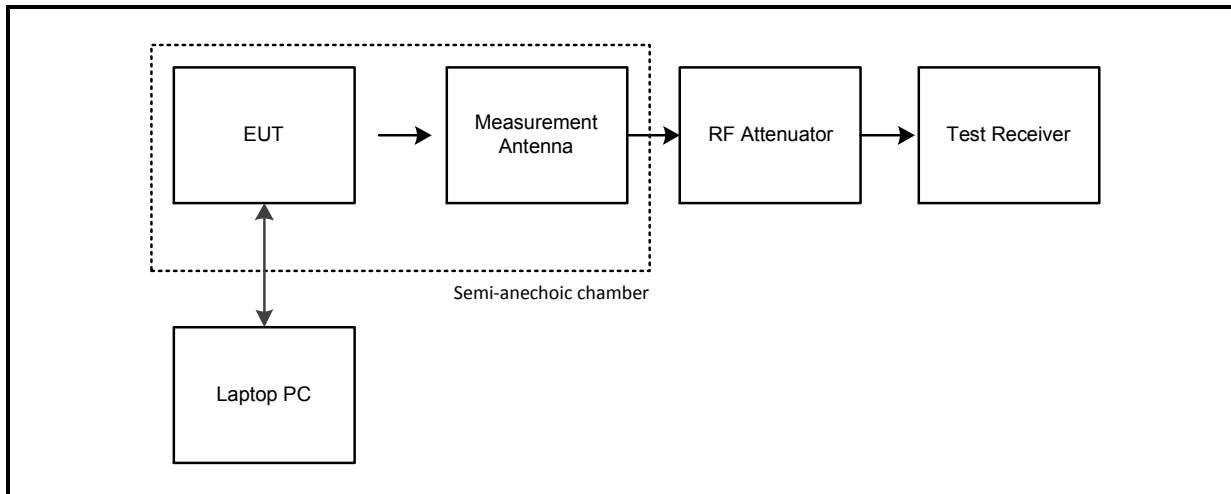 EUT
Measurement
Antenna
RF Attenuator
Test Receiver
Semi-anechoic chamber
Laptop PC